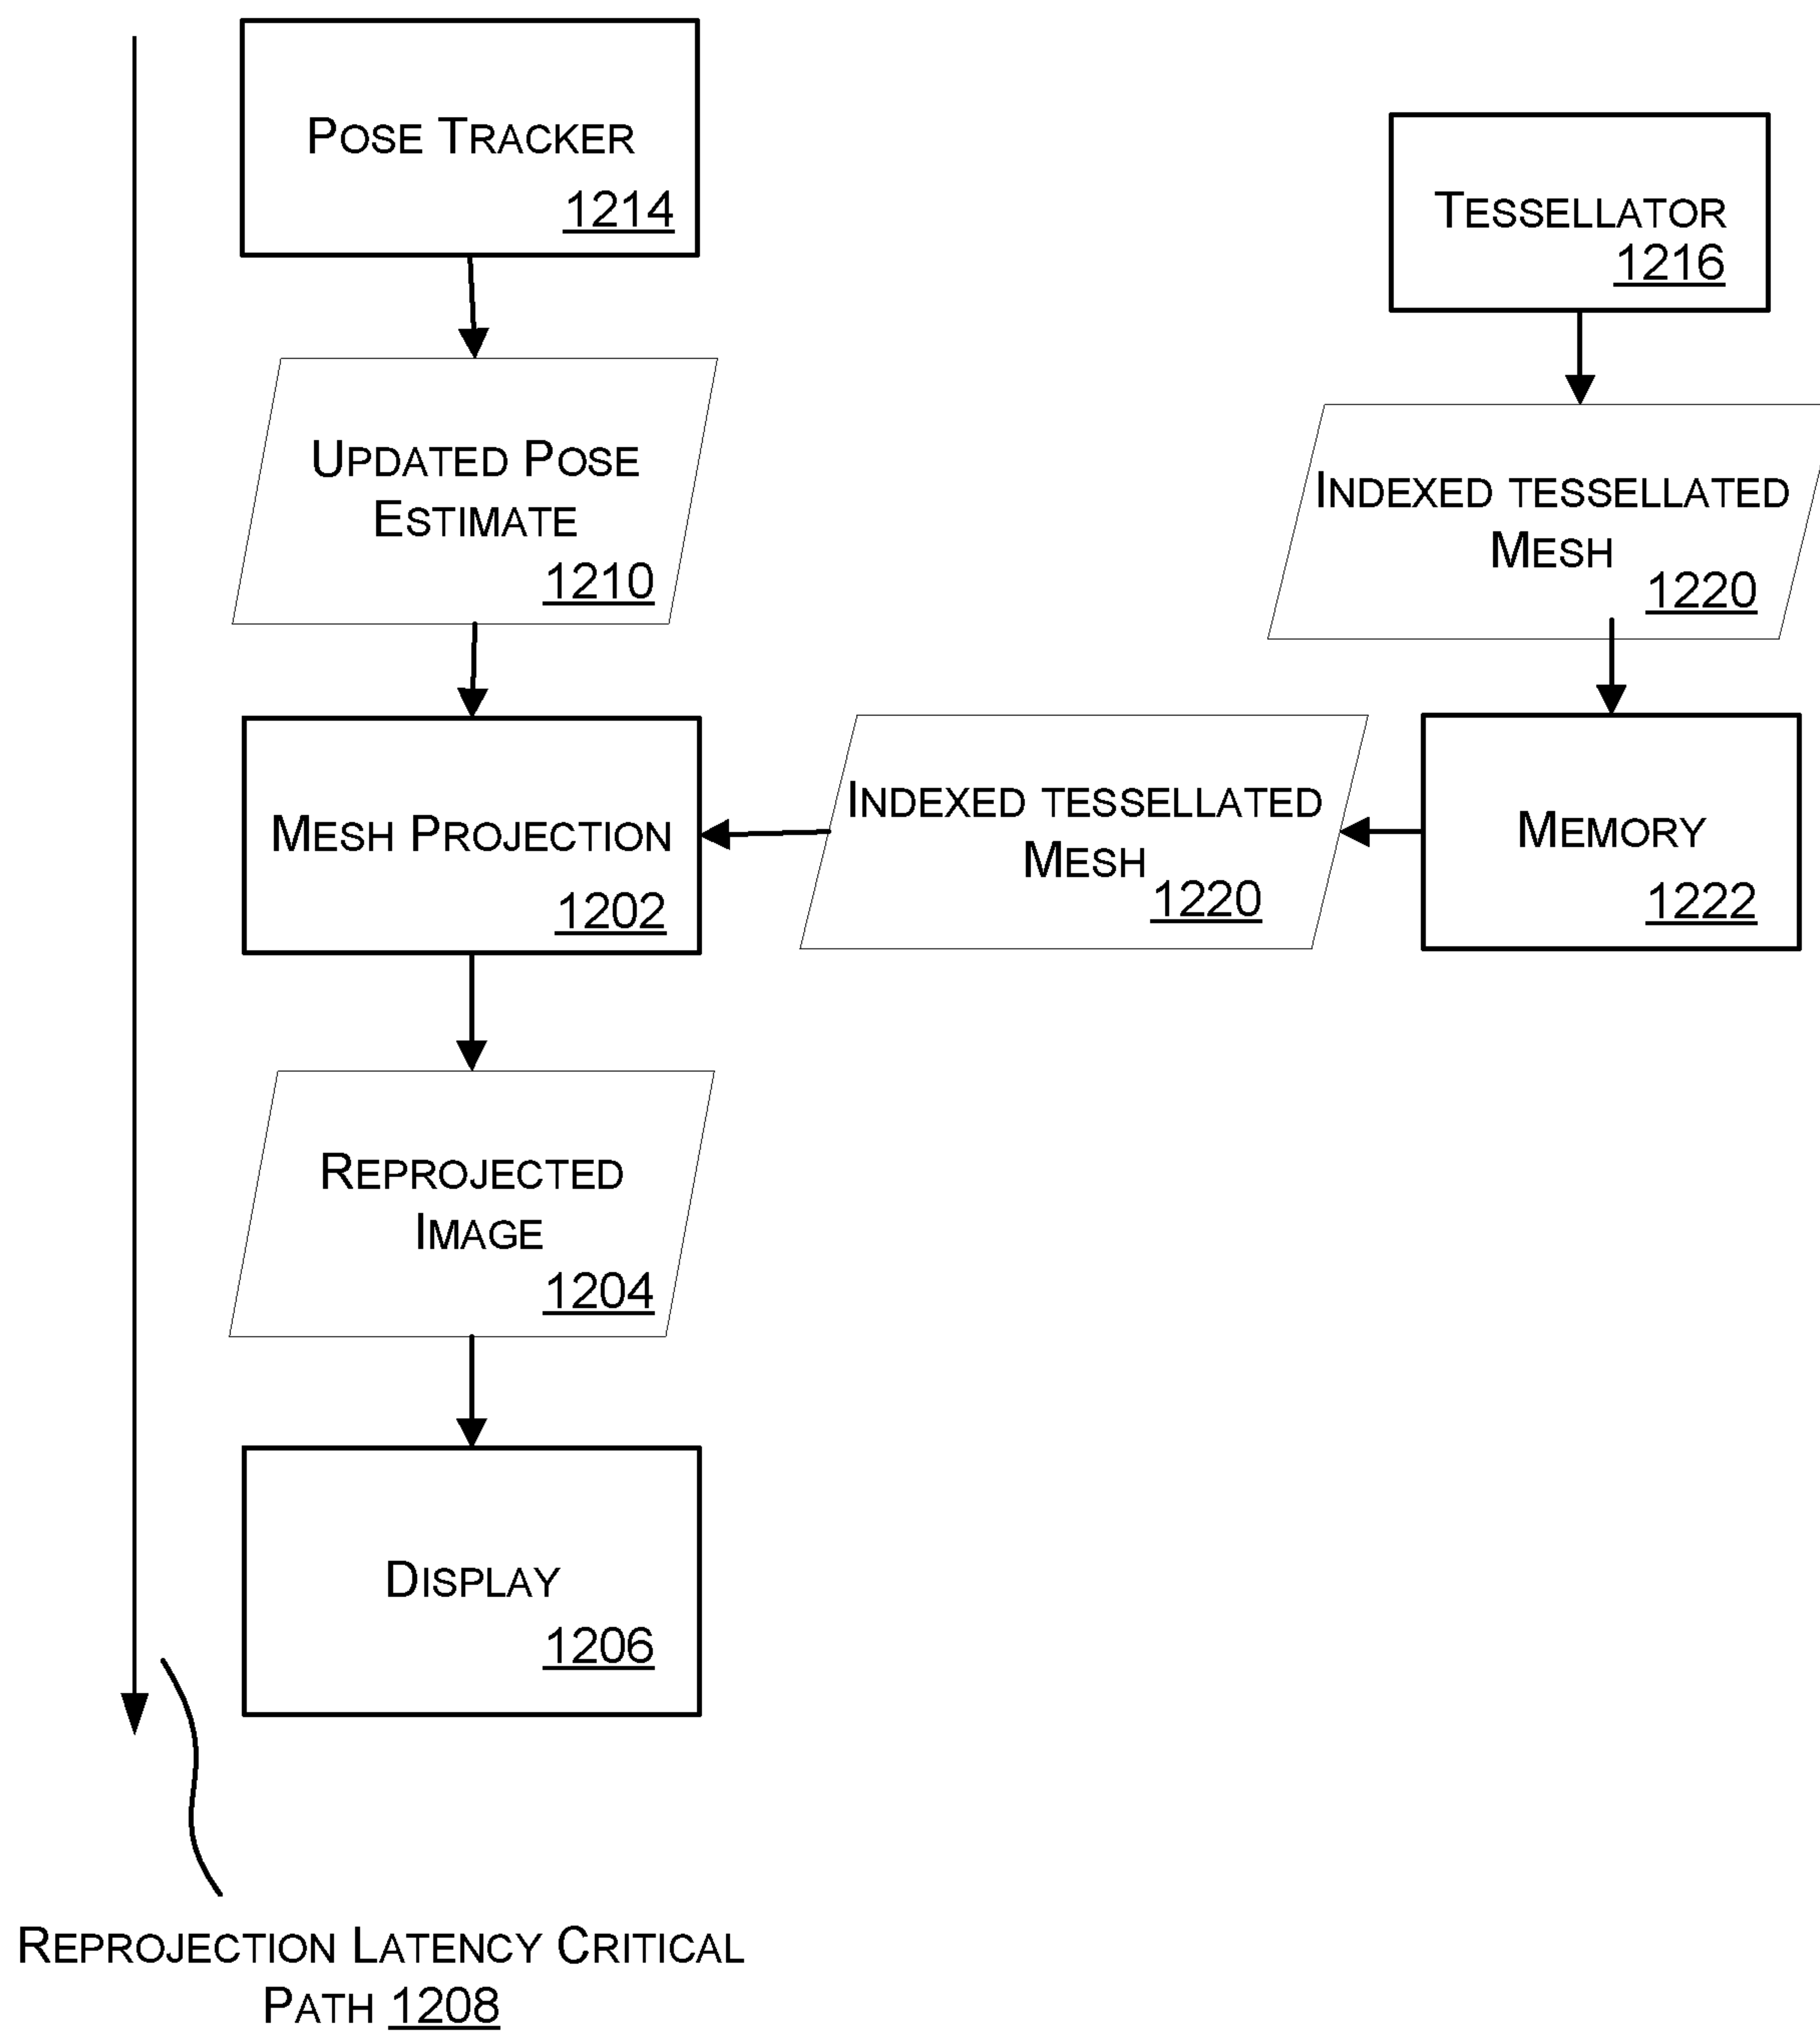 POSE TRACKER
1214
TESSELLATOR
1216
UPDATED POSE
ESTIMATE
1210
INDEXED TESSELLATED
MESH
1220
MESH PROJECTION
1202
INDEXED TESSELLATED
MESH
1220
MEMORY
1222
REPROJECTED
IMAGE
1204
DISPLAY
1206
REPROJECTION LATENCY CRITICAL
PATH 1208